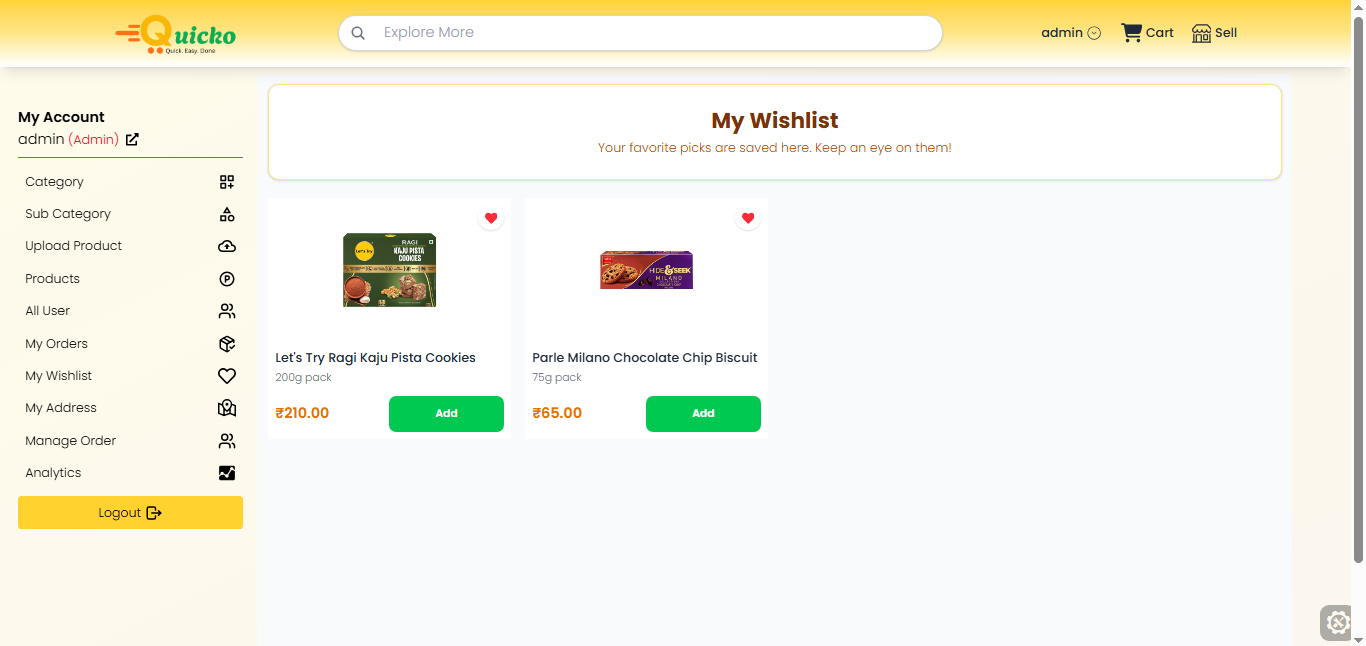 Quicko
Quick. Easy. Done
Explore More
admin
Cart
Sell
My Account
admin (Admin)
Category
Sub Category
Upload Product
Products
All User
My Orders
My Wishlist
My Address
Manage Order
Analytics
Logout
My Wishlist
Your favorite picks are saved here. Keep an eye on them!
Let's Try
RAGI
KAJU PISTA
COOKIES
HIDE & SEEK
MILANO
Let's Try Ragi Kaju Pista Cookies
200g pack
₹210.00
Add
Parle Milano Chocolate Chip Biscuit
75g pack
₹65.00
Add